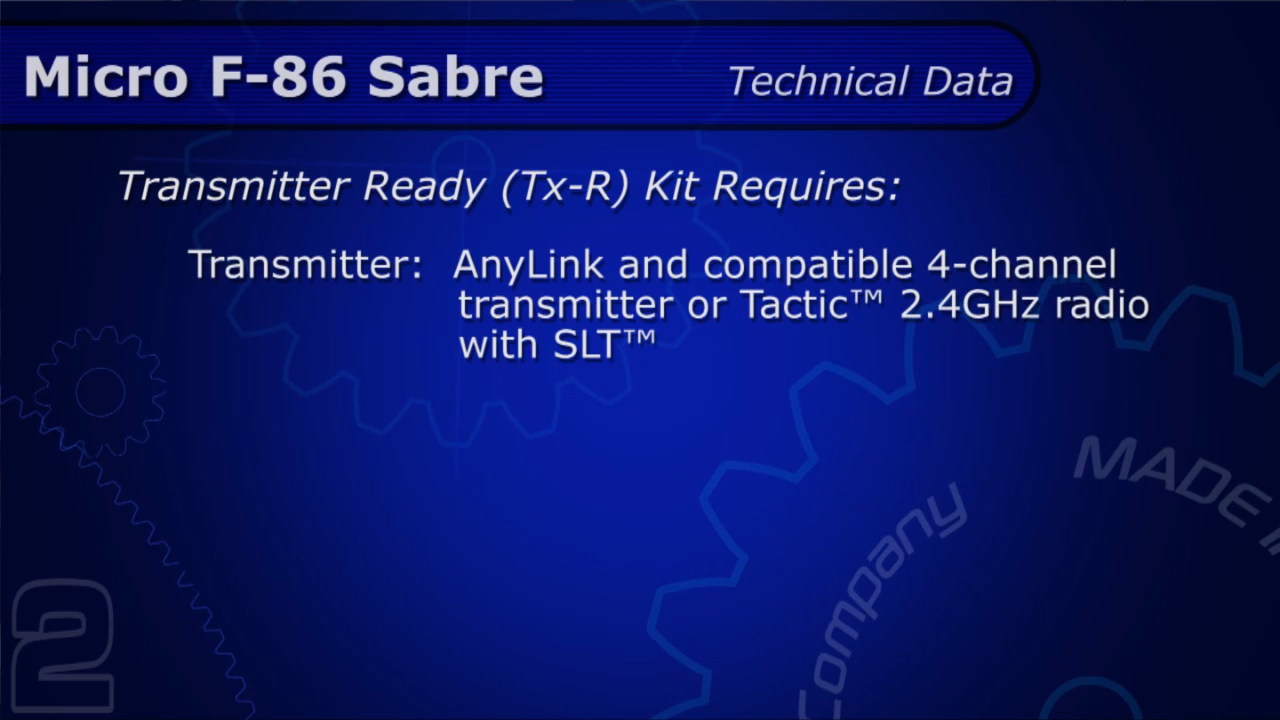 Micro F-86 Sabre
Technical Data
Transmitter Ready (Tx-R) Kit Requires:
Transmitter: AnyLink and compatible 4-channel
transmitter or Tactic™ 2.4GHz radio
with SLT™
MADE
Company
2